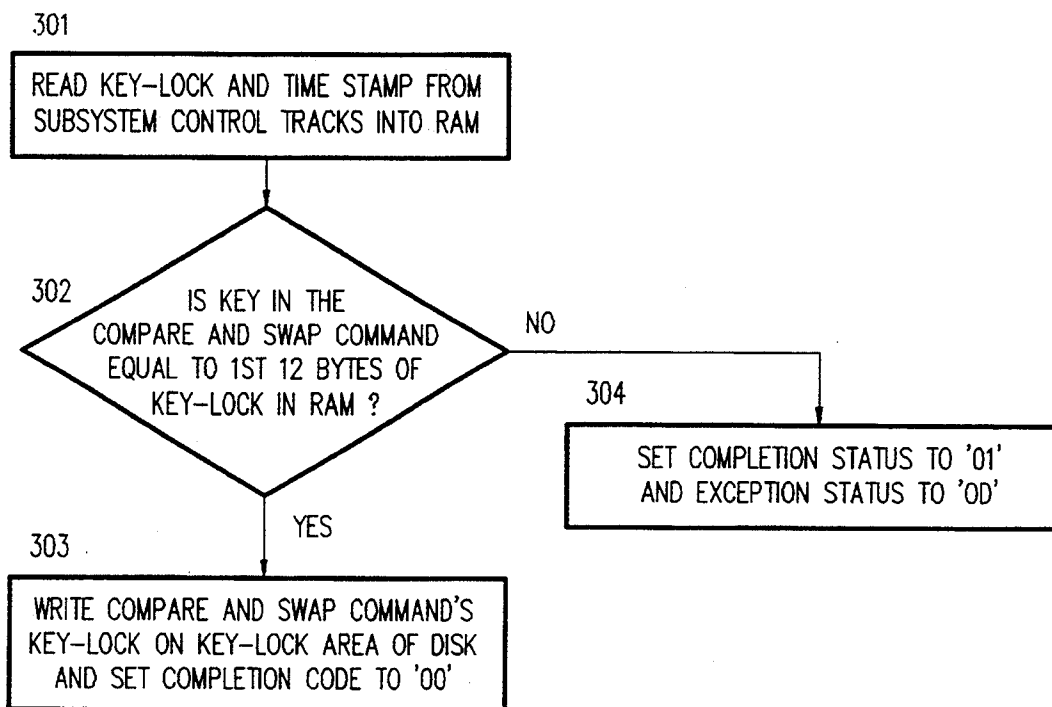 301
READ KEY-LOCK AND TIME STAMP FROM
SUBSYSTEM CONTROL TRACKS INTO RAM
302
IS KEY IN THE
COMPARE AND SWAP COMMAND
EQUAL TO 1ST 12 BYTES OF
KEY-LOCK IN RAM ?
NO
304
SET COMPLETION STATUS TO '01'
AND EXCEPTION STATUS TO '0D'
YES
303
WRITE COMPARE AND SWAP COMMAND'S
KEY-LOCK ON KEY-LOCK AREA OF DISK
AND SET COMPLETION CODE TO '00'